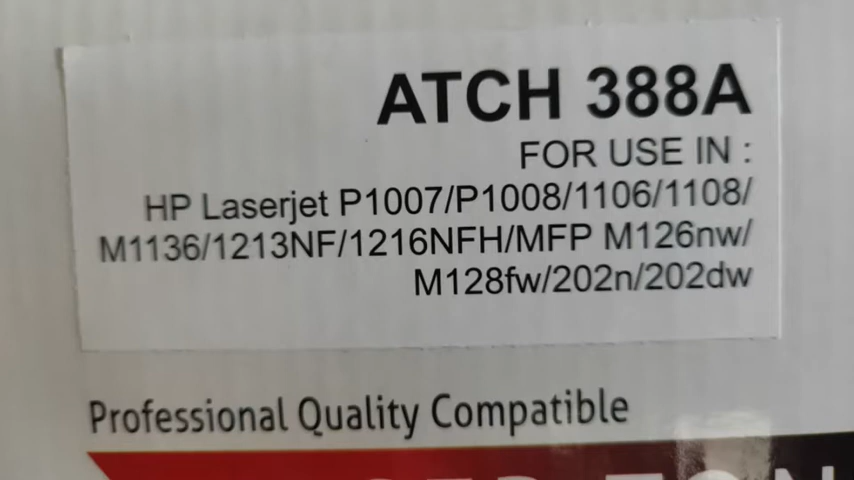 ATCH 388A
FOR USE IN :
HP Laserjet P1007/P1008/1106/1108/
M1136/1213NF/1216NFH/MFP M126nw/
M128fw/202n/202dw
Professional Quality Compatible